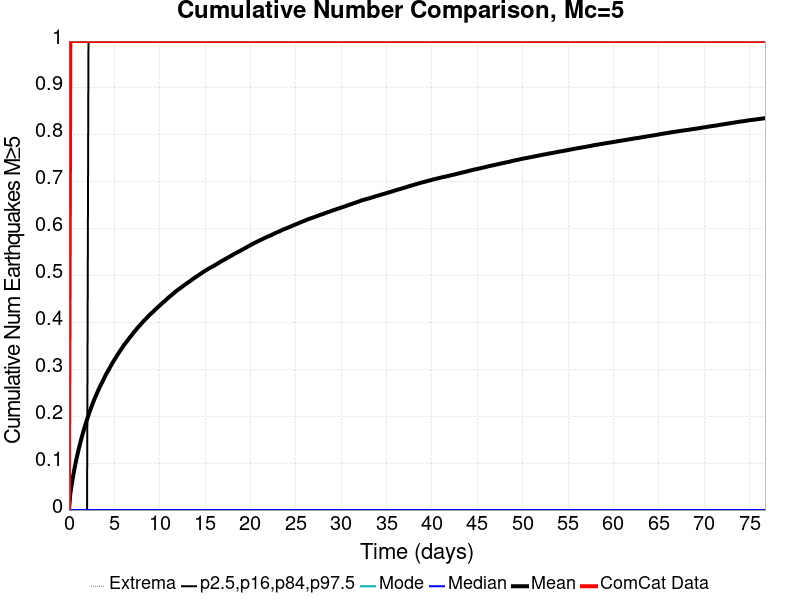 Cumulative Number Comparison, Mc=5
Cumulative Num Earthquakes M≥5
1
0.9
0.8
0.7
0.6
0.5
0.4
0.3
0.2
0.1
0
0 5 10 15 20 25 30 35 40 45 50 55 60 65 70 75
Time (days)
Extrema p2.5,p16,p84,p97.5 Mode Median Mean ComCat Data